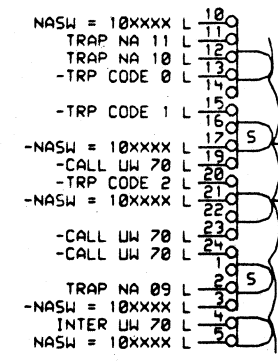 NASW = 10XXXX L 10
TRAP NA 11 L 11
TRAP NA 10 L 12
-TRP CODE 0 L 13
14
-TRP CODE 1 L 15
16
-NASW = 10XXXX L 17
S
-CALL UW 70 L 19
-TRP CODE 2 L 20
-NASW = 10XXXX L 21
22
-CALL UW 70 L 23
-CALL UW 70 L 24
1
S
TRAP NA 09 L 2
-NASW = 10XXXX L 3
INTER UW 70 L 4
NASW = 10XXXX L 5